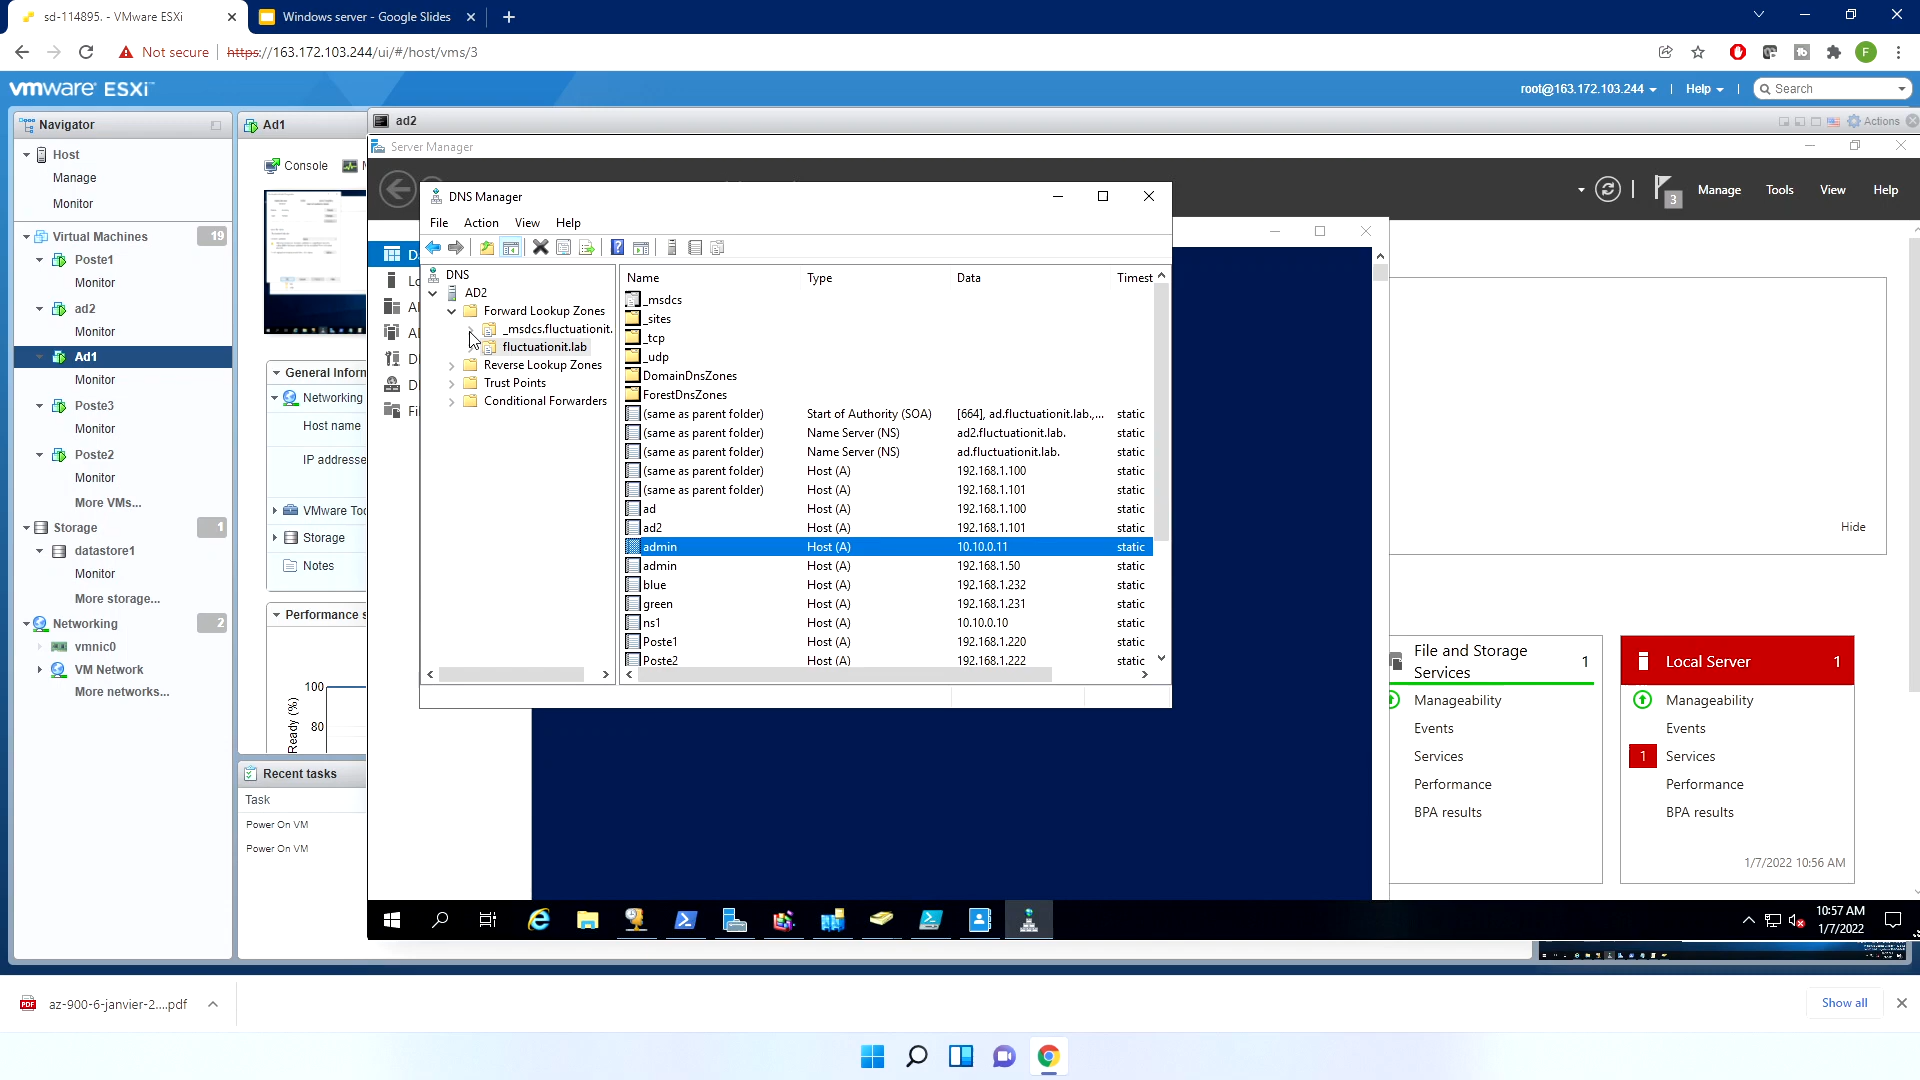 sd-114895. - VMware ESXi
Windows server - Google Slides
Not secure
https://163.172.103.244/ui/#/host/vms/3
F
vmware ESXi
root@163.172.103.244
Help
Search
Navigator
Host
Manage
Monitor
Virtual Machines
19
Poste1
Monitor
ad2
Monitor
Ad1
Monitor
Poste3
Monitor
Poste2
Monitor
More VMs...
Storage
1
datastore1
Monitor
More storage...
Networking
2
vmnic0
VM Network
More networks...
Ad1
Console
General Inforn
Networking
Host name
IP addresse
VMware Too
Storage
Notes
Performance s
100
80
Ready (%)
Recent tasks
Task
Power On VM
Power On VM
ad2
Actions
Server Manager
3
Manage
Tools
View
Help
DNS Manager
File
Action
View
Help
DNS
AD2
Forward Lookup Zones
_msdcs.fluctuationit.
fluctuationit.lab
Reverse Lookup Zones
Trust Points
Conditional Forwarders
Name Type Data Timest
_msdcs
_sites
_tcp
_udp
DomainDnsZones
ForestDnsZones
(same as parent folder) Start of Authority (SOA) [664], ad.fluctuationit.lab.,... static
(same as parent folder) Name Server (NS) ad2.fluctuationit.lab. static
(same as parent folder) Name Server (NS) ad.fluctuationit.lab. static
(same as parent folder) Host (A) 192.168.1.100 static
(same as parent folder) Host (A) 192.168.1.101 static
ad Host (A) 192.168.1.100 static
ad2 Host (A) 192.168.1.101 static
admin Host (A) 10.10.0.11 static
admin Host (A) 192.168.1.50 static
blue Host (A) 192.168.1.232 static
green Host (A) 192.168.1.231 static
ns1 Host (A) 10.10.0.10 static
Poste1 Host (A) 192.168.1.220 static
Poste2 Host (A) 192.168.1.222 static
Hide
File and Storage
Services
1
Manageability
Events
Services
Performance
BPA results
Local Server
1
Manageability
Events
1
Services
Performance
BPA results
1/7/2022 10:56 AM
10:57 AM
1/7/2022
PDF
az-900-6-janvier-2....pdf
Show all